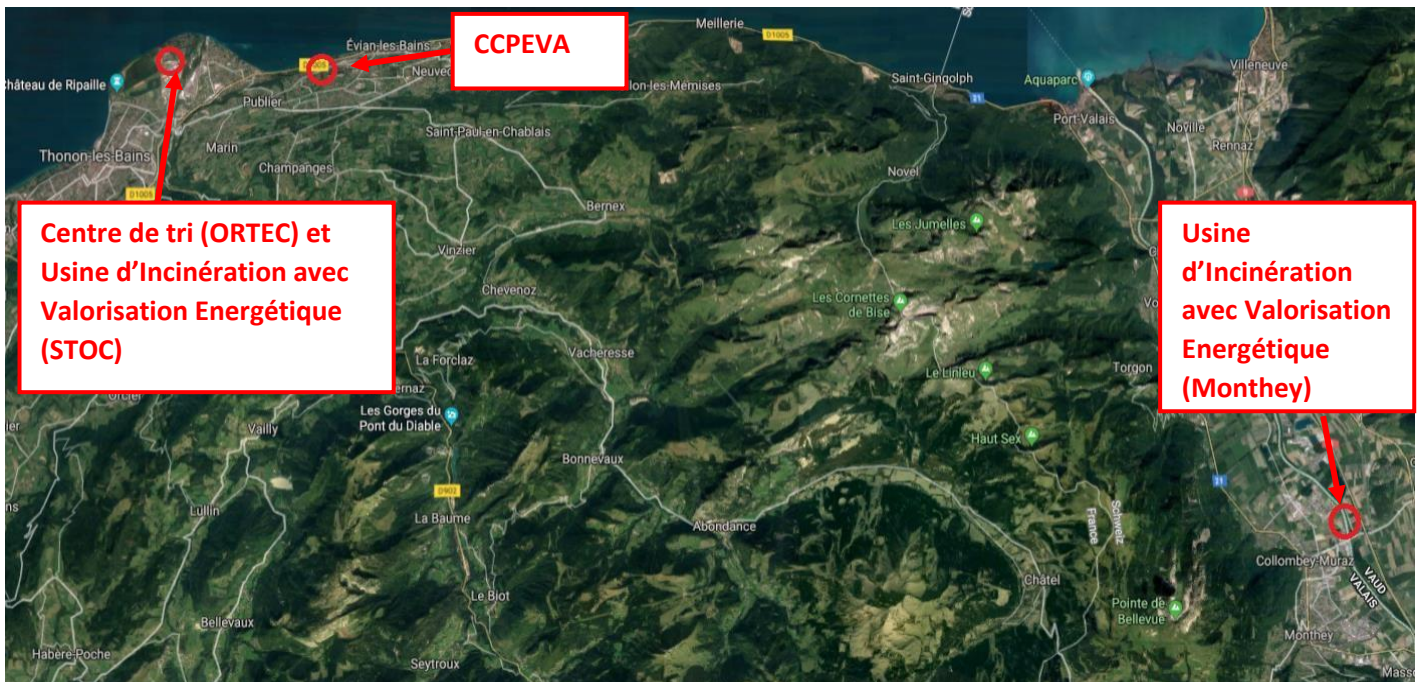 Meillerie
D1005
CCPEVA
Évian-les-Bains
Château de Ripaille
Publier
Saint-Gingolph
Aquaparc
Villeneuve
21
Port-Valais
Noville
Rennaz
Saint-Paul-en-Chablais
Marin
Thonon-les-Bains
Champanges
D1005
Novel
9
Bernex
Les Jumelles
Centre de tri (ORTEC) et
Usine d’Incinération avec
Valorisation Energétique
(STOC)
Usine
d’Incinération
avec Valorisation
Energétique
(Monthey)
Vinzier
Chevenoz
Les Cornettes
de Bise
Vacheresse
La Forclaz
Le Linleu
Torgon
Les Gorges du
Pont du Diable
Vailly
Haut Sex
Bonnevaux
21
D902
Lullin
La Baume
Abondance
France
Schweiz
Collombey-Muraz
Châtel
VAUD
VALAIS
Le Biot
Pointe de
Bellevue
Bellevaux
Monthey
Habère-Poche
Seytroux